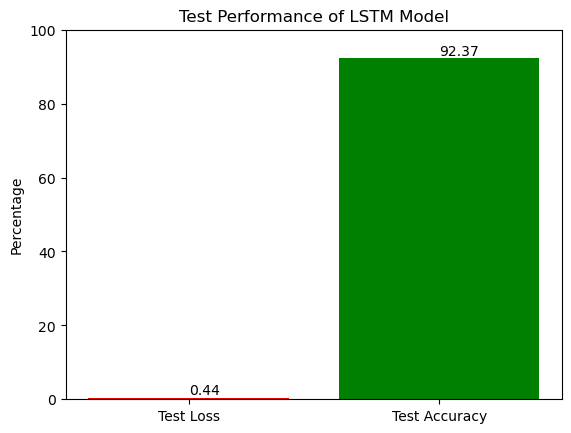 Test Performance of LSTM Model
Percentage
100
80
60
40
20
0
0.44
92.37
Test Loss
Test Accuracy